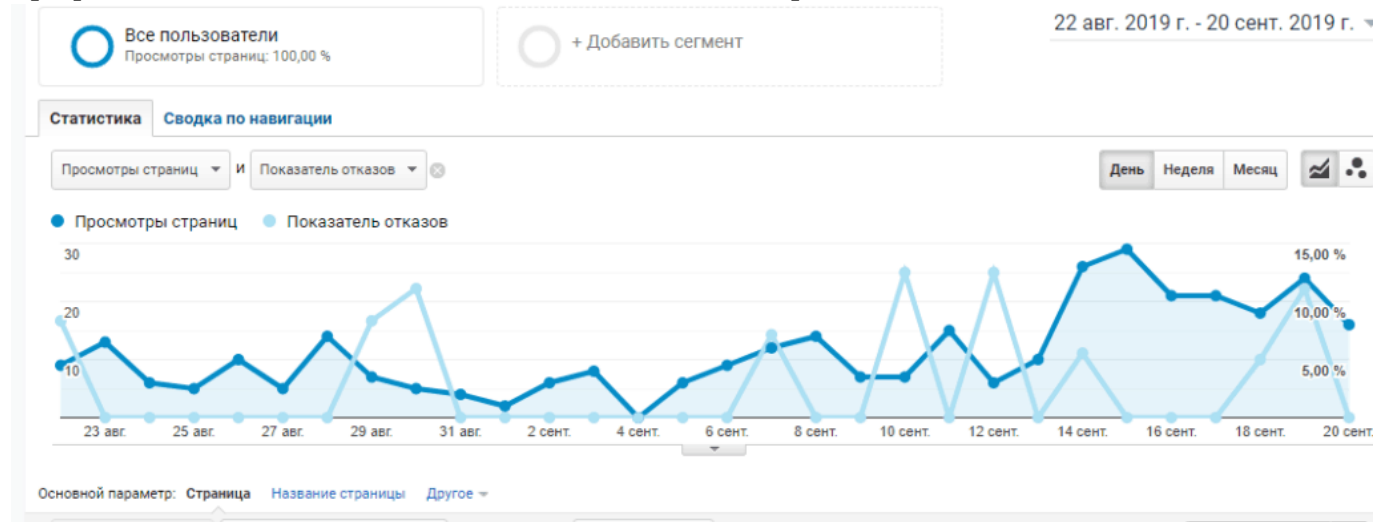 Все пользователи
Просмотры страниц: 100,00 %
+ Добавить сегмент
22 авг. 2019 г. - 20 сент. 2019 г.
Статистика Сводка по навигации
Просмотры страниц и Показатель отказов
День Неделя Месяц
Просмотры страниц Показатель отказов
30 15,00 %
20 10,00 %
10 5,00 %
23 авг. 25 авг. 27 авг. 29 авг. 31 авг. 2 сент. 4 сент. 6 сент. 8 сент. 10 сент. 12 сент. 14 сент. 16 сент. 18 сент. 20 сент.
Основной параметр: Страница Название страницы Другое